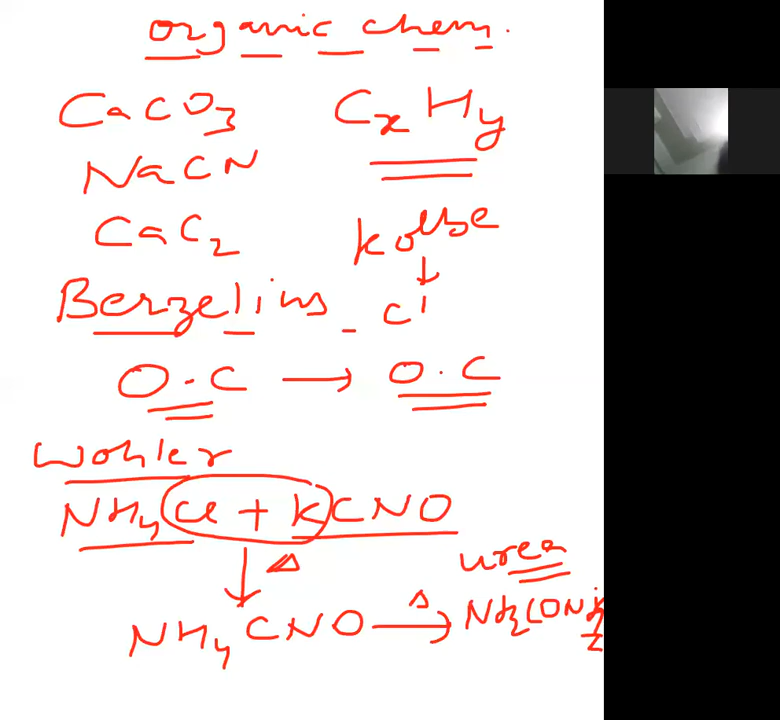 organic chem.
CaCO3 CxHy
NaCN
CaC2 kolbe
↓
Berzelius _ c'
O.C → O.C
Wohler
NH4Cl + KCNO
↓ Δ
urea
NH4CNO Δ→ NH2CONH2